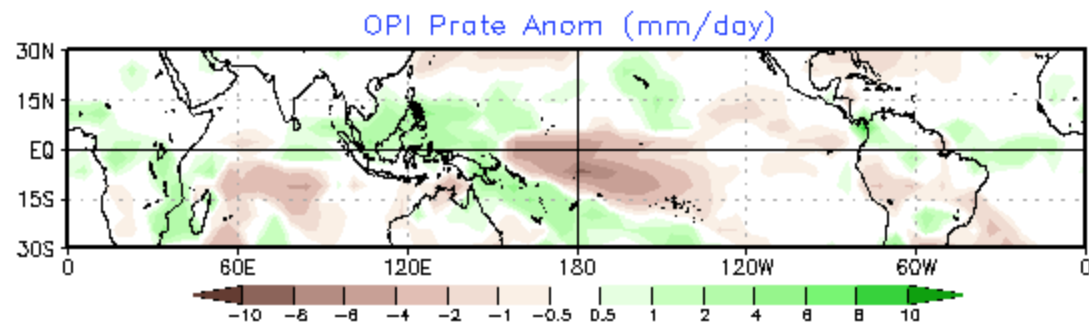 OPI Prate Anom (mm/day)
30N
15N
EQ
15S
30S
0 60E 120E 180 120W 60W 0
-10 -8 -6 -4 -2 -1 -0.5 0.5 1 2 4 6 8 10